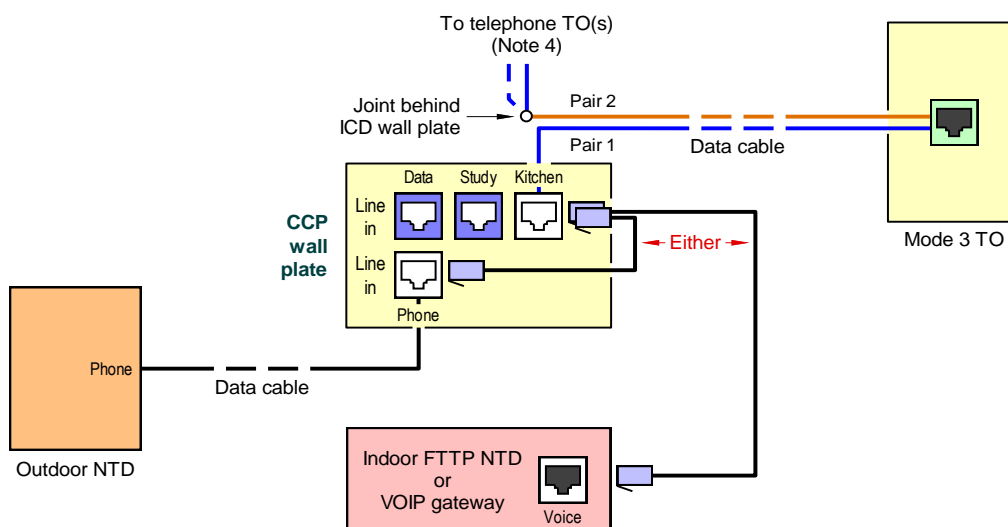 To telephone TO(s)
(Note 4)
Joint behind
ICD wall plate
Pair 2
Pair 1
Data cable
Mode 3 TO
Data
Study
Kitchen
Line
in
CCP
wall
plate
Either
Line
in
Phone
Phone
Data cable
Outdoor NTD
Indoor FTTP NTD
or
VOIP gateway
Voice